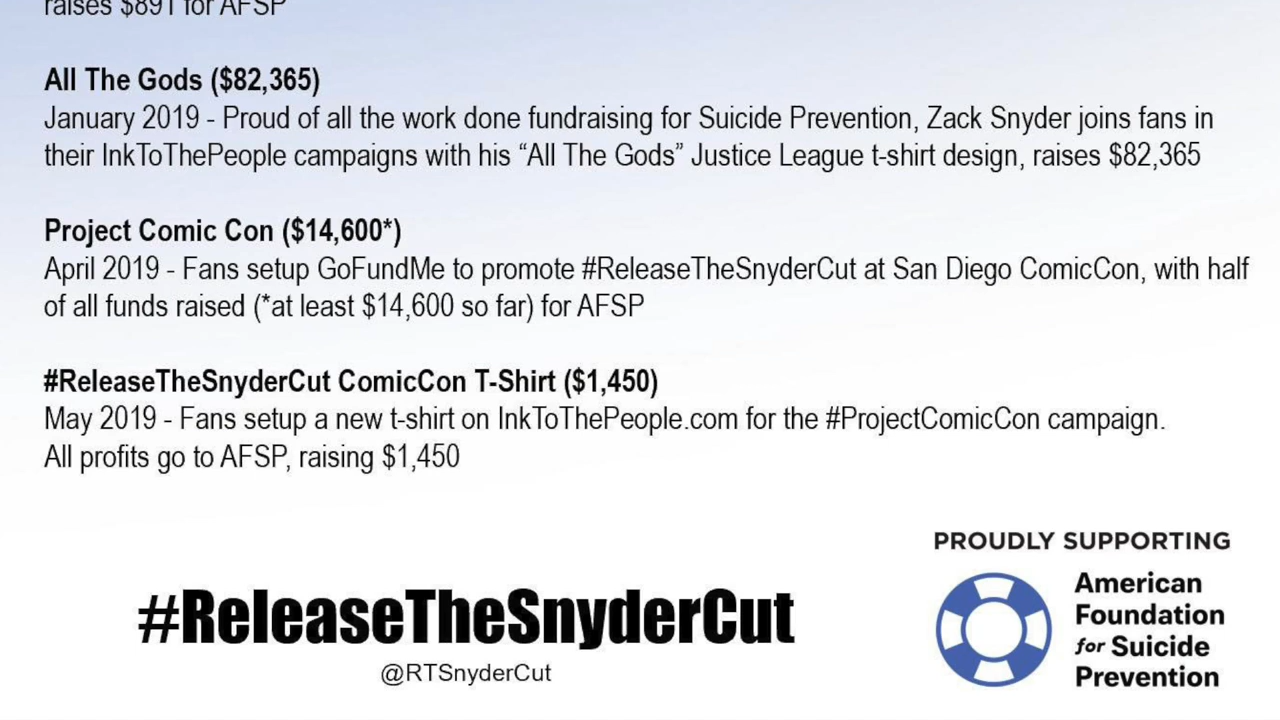 raises $891 for AFSP
All The Gods ($82,365)
January 2019 - Proud of all the work done fundraising for Suicide Prevention, Zack Snyder joins fans in
their InkToThePeople campaigns with his “All The Gods” Justice League t-shirt design, raises $82,365
Project Comic Con ($14,600*)
April 2019 - Fans setup GoFundMe to promote #ReleaseTheSnyderCut at San Diego ComicCon, with half
of all funds raised (*at least $14,600 so far) for AFSP
#ReleaseTheSnyderCut ComicCon T-Shirt ($1,450)
May 2019 - Fans setup a new t-shirt on InkToThePeople.com for the #ProjectComicCon campaign.
All profits go to AFSP, raising $1,450
#ReleaseTheSnyderCut
@RTSnyderCut
PROUDLY SUPPORTING
American
Foundation
for Suicide
Prevention